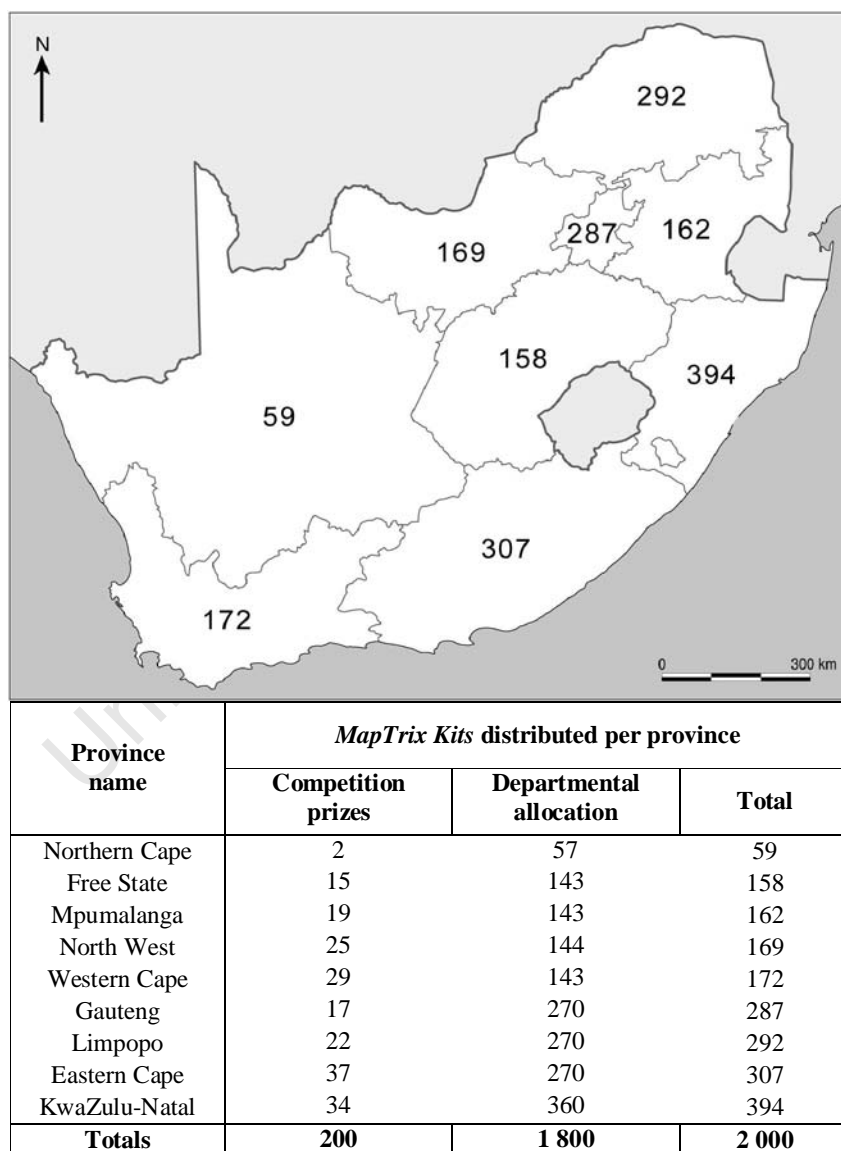 N
292
287
162
169
158
394
59
307
172
0 300 km
Province name
MapTrix Kits distributed per province
Competition prizes
Departmental allocation
Total
Northern Cape 2 57 59
Free State 15 143 158
Mpumalanga 19 143 162
North West 25 144 169
Western Cape 29 143 172
Gauteng 17 270 287
Limpopo 22 270 292
Eastern Cape 37 270 307
KwaZulu-Natal 34 360 394
Totals 200 1 800 2 000